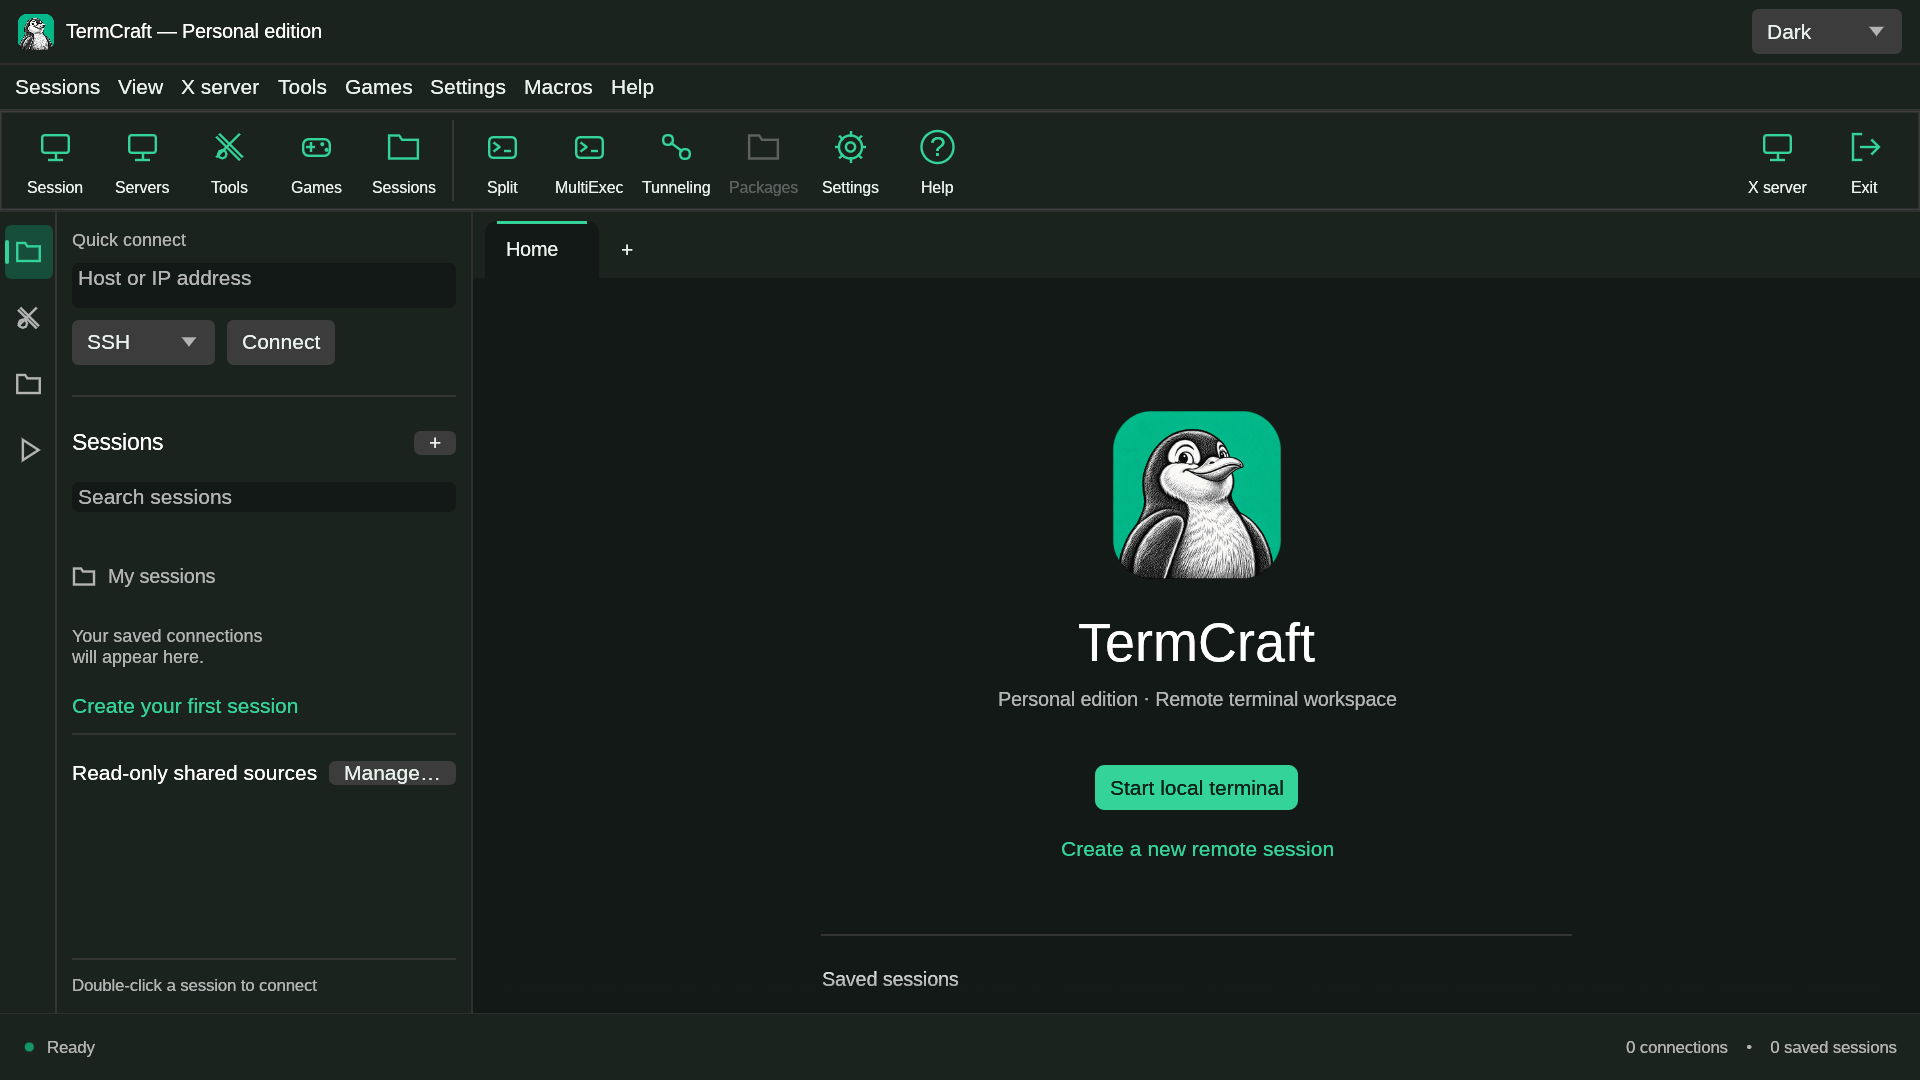 TermCraft — Personal edition
Dark
Sessions View X server Tools Games Settings Macros Help
Session Servers Tools Games Sessions Split MultiExec Tunneling Packages Settings Help X server Exit
Quick connect
Host or IP address
SSH Connect
Sessions +
Search sessions
My sessions
Your saved connections
will appear here.
Create your first session
Read-only shared sources Manage…
Double-click a session to connect
Home +
TermCraft
Personal edition · Remote terminal workspace
Start local terminal
Create a new remote session
Saved sessions
Ready
0 connections • 0 saved sessions